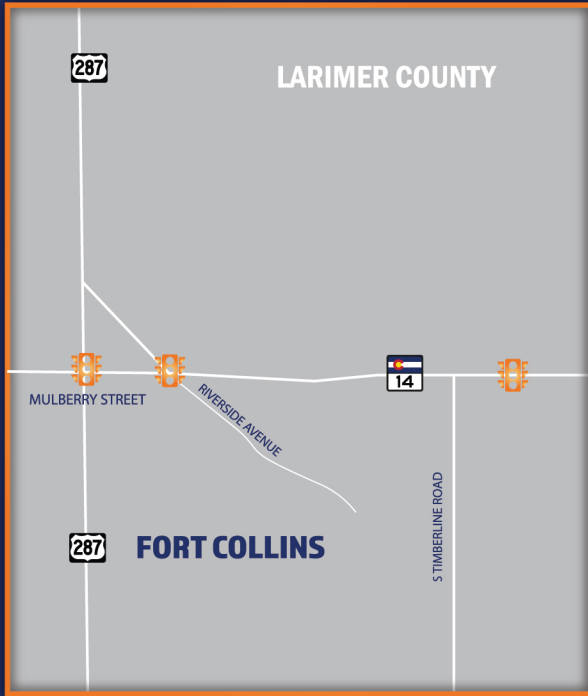 287
LARIMER COUNTY
14
MULBERRY STREET
RIVERSIDE AVENUE
S TIMBERLINE ROAD
287
FORT COLLINS